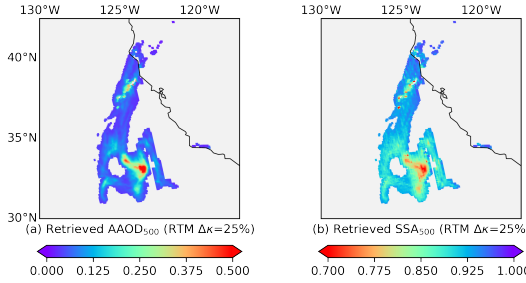 130°W 125°W 120°W 130°W 125°W 120°W
40°N
35°N
30°N
(a) Retrieved AAOD500 (RTM Δκ=25%) (b) Retrieved SSA500 (RTM Δκ=25%
0.000 0.125 0.250 0.375 0.500 0.700 0.775 0.850 0.925 1.000